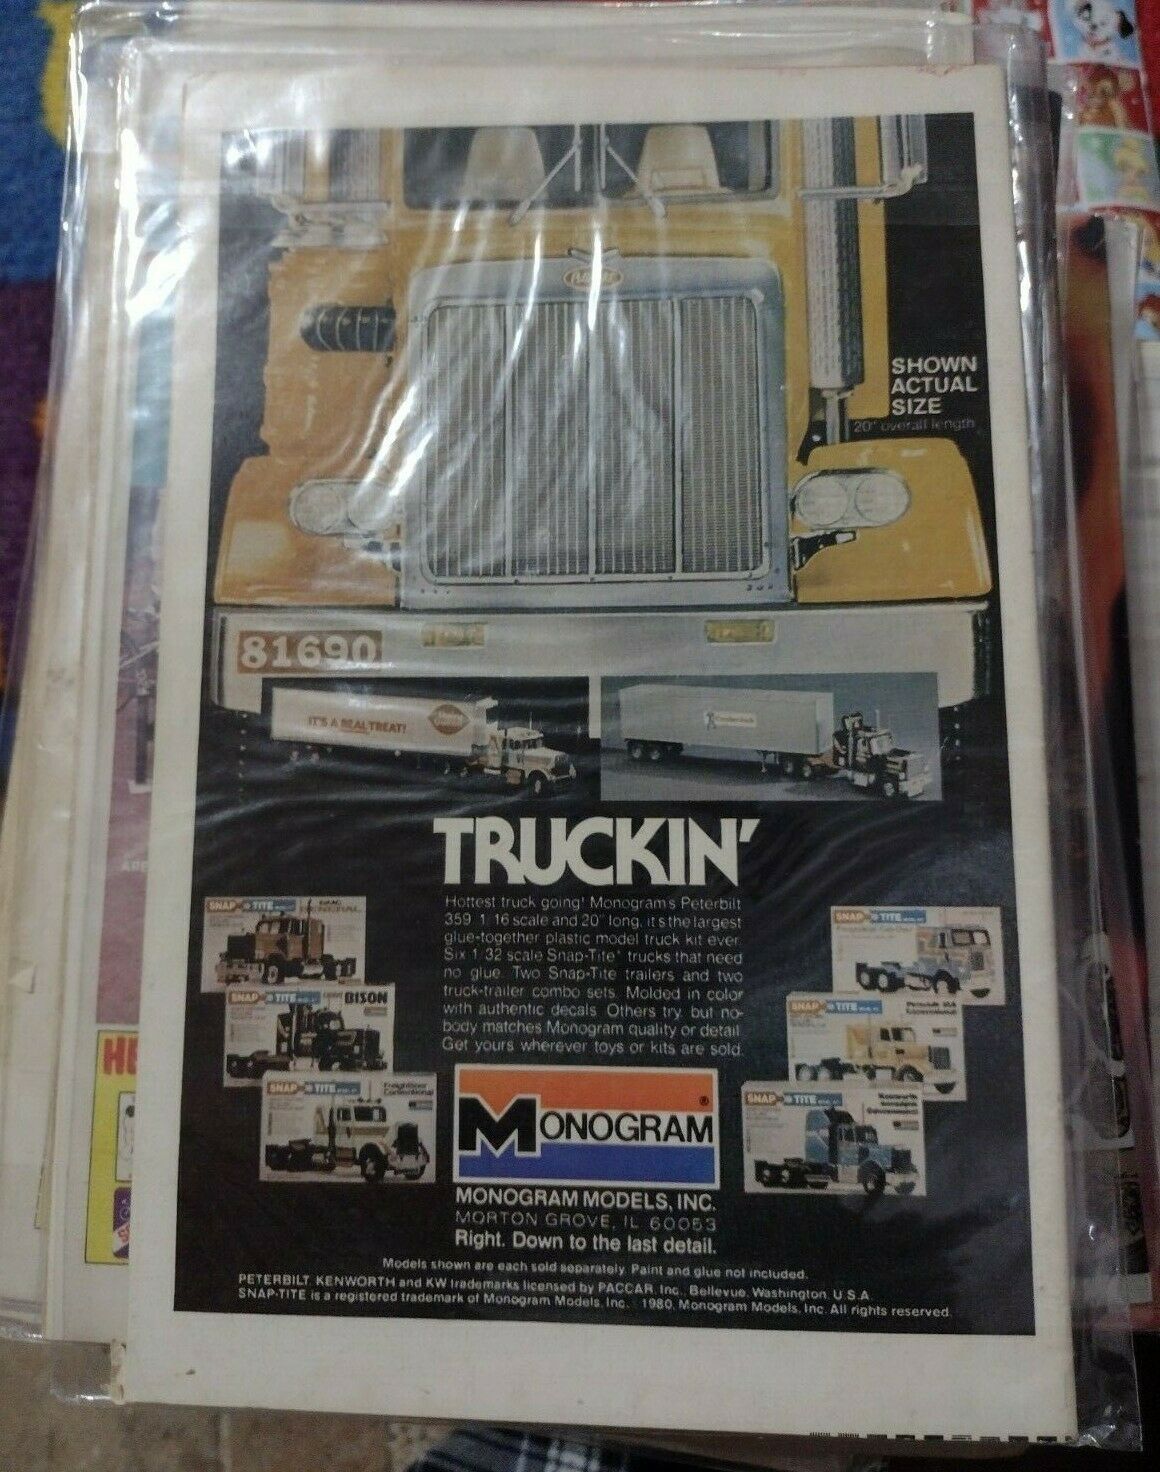 SHOWN
ACTUAL
SIZE
20" overall length
81690
IT'S A REAL TREAT!
TRUCKIN'
Hottest truck going! Monogram's Peterbilt
359. 1/16 scale and 20" long, it's the largest
glue-together plastic model truck kit ever.
Six 1/32 scale Snap-Tite® trucks that need
no glue. Two Snap-Tite trailers and two
truck-trailer combo sets. Molded in color
with authentic decals. Others try, but no-
body matches Monogram quality or detail.
Get yours wherever toys or kits are sold.
SNAP TITE
SNAP TITE
BISON
SNAP TITE
Freightliner
Conventional
SNAP TITE
SNAP TITE
Peterbilt 359
Conventional
SNAP TITE
Kenworth
Conventional
MONOGRAM ®
MONOGRAM MODELS, INC.
MORTON GROVE, IL 60053
Right. Down to the last detail.
Models shown are each sold separately. Paint and glue not included.
PETERBILT, KENWORTH and KW trademarks licensed by PACCAR, Inc., Bellevue, Washington, U.S.A.
SNAP-TITE is a registered trademark of Monogram Models, Inc. 1980, Monogram Models, Inc. All rights reserved.